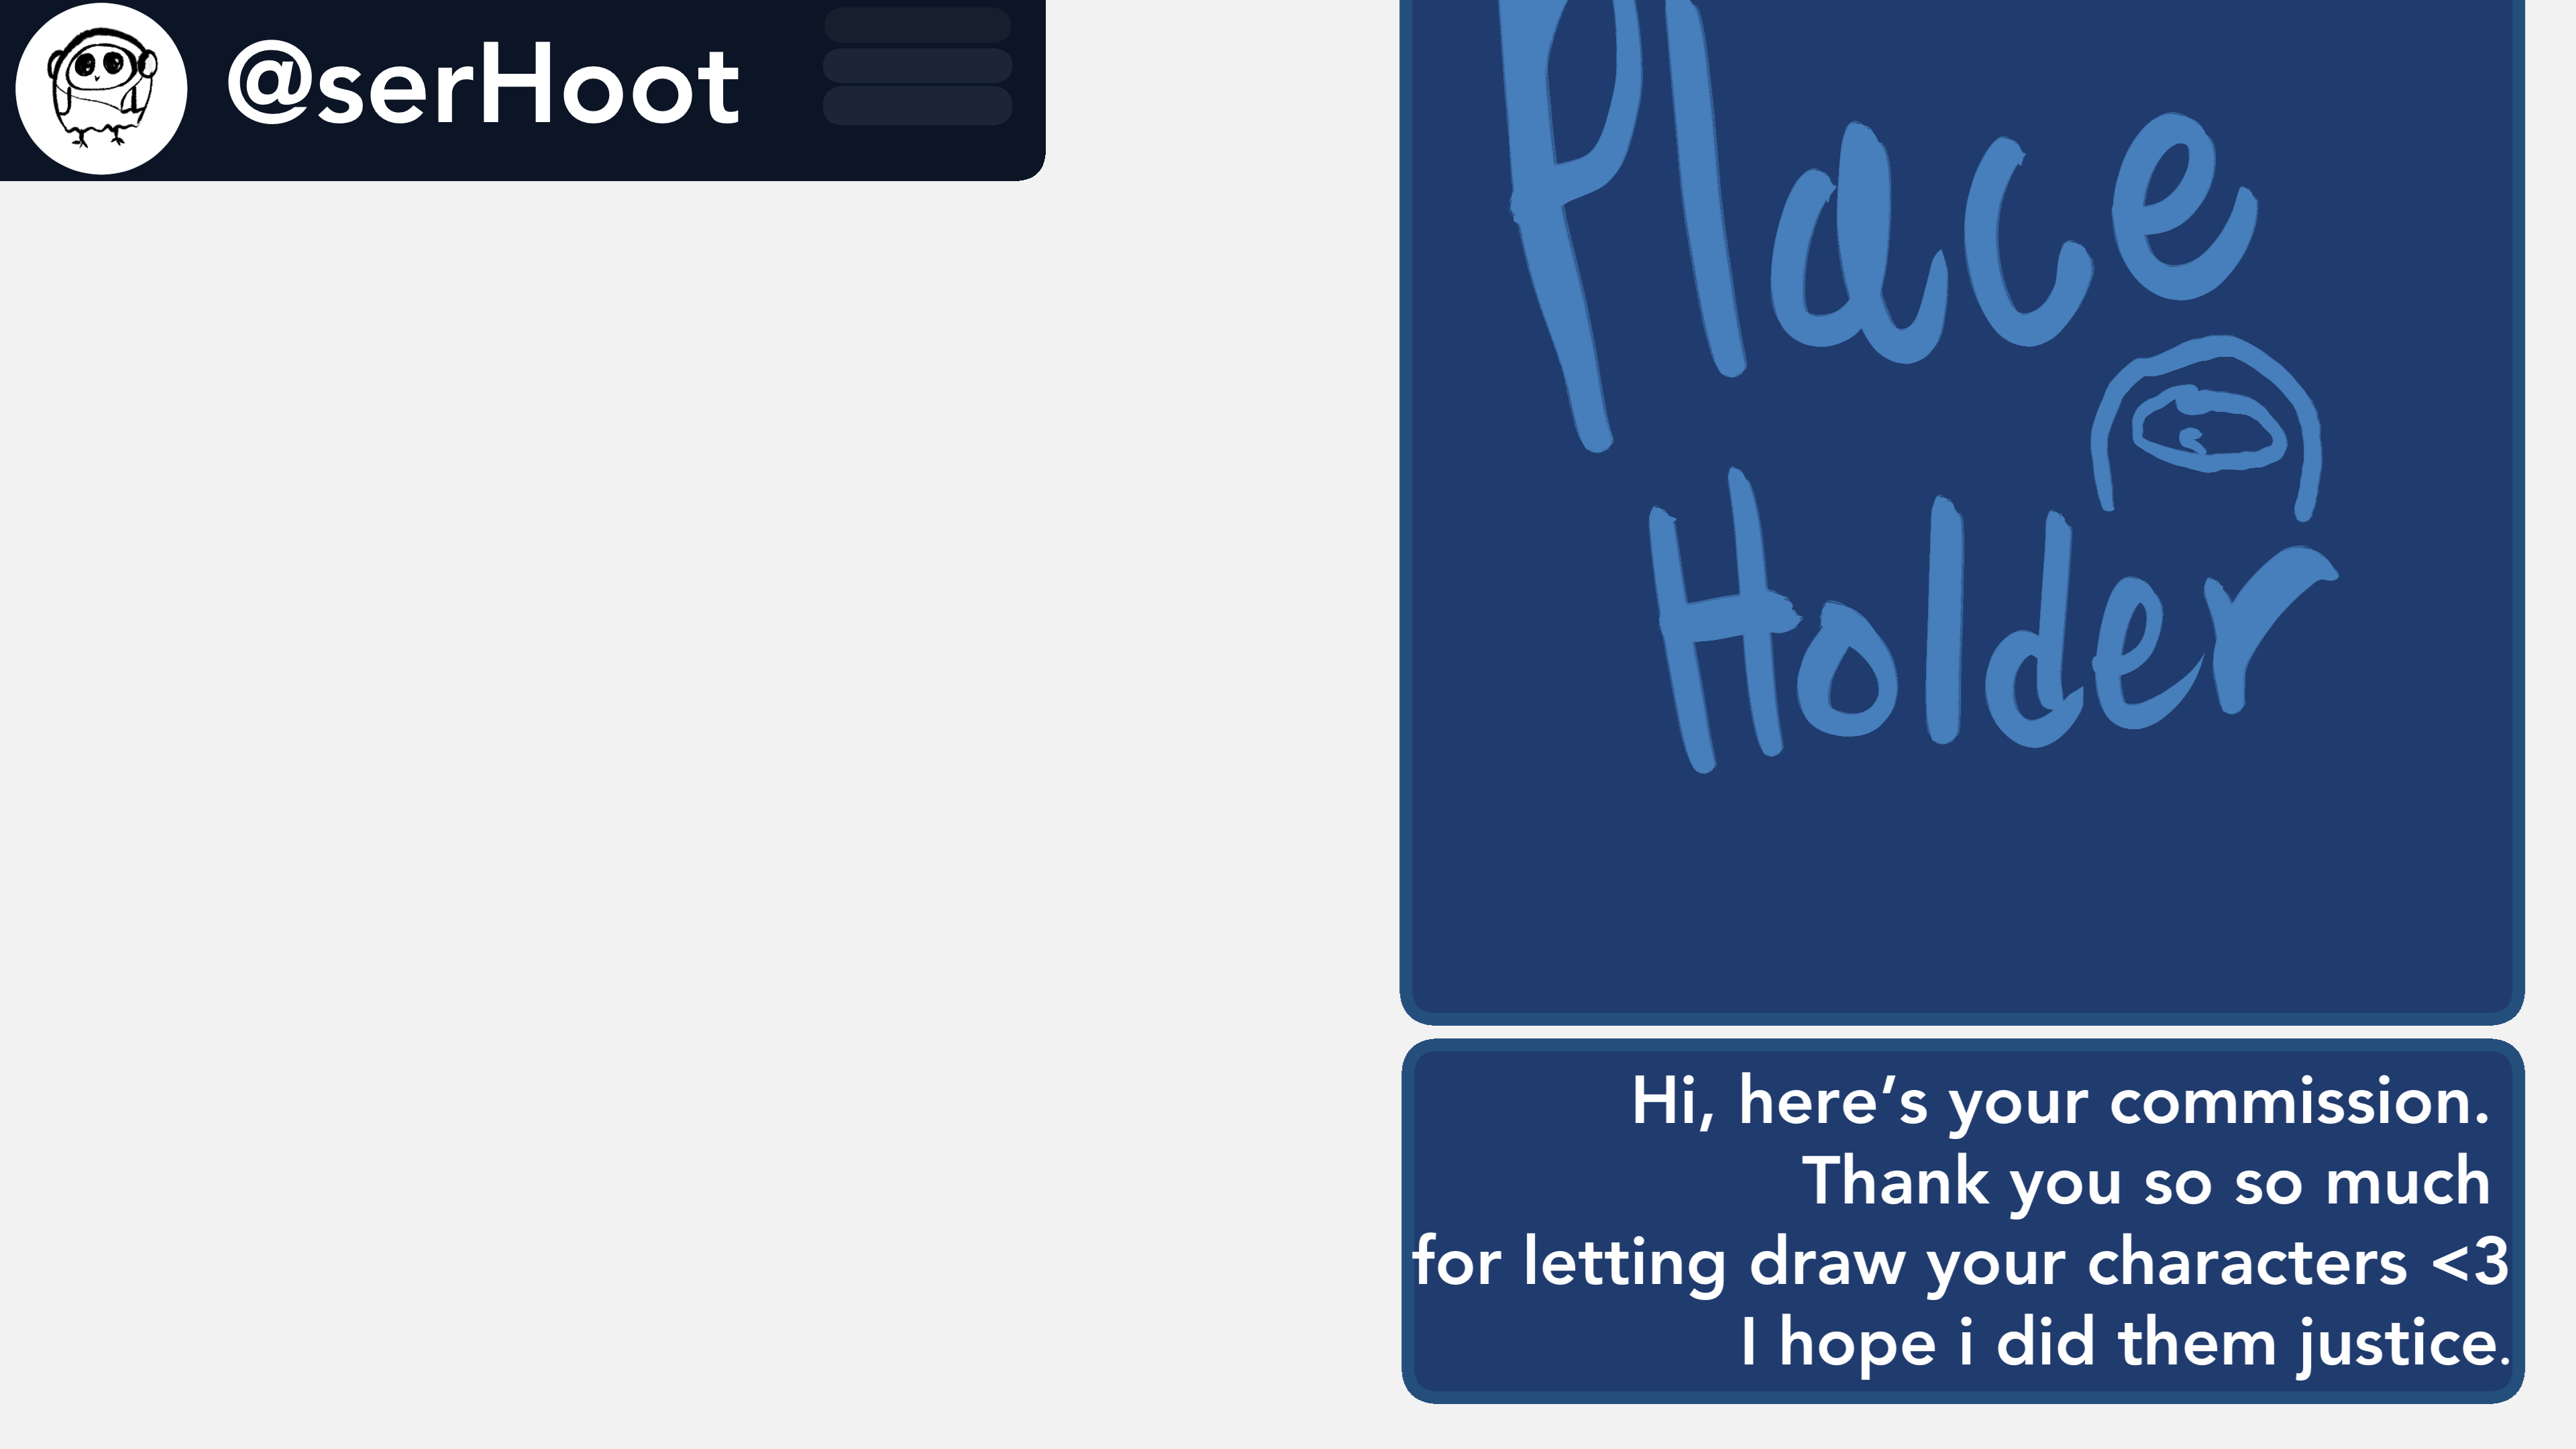 @serHoot
Place
Holder
Hi, here’s your commission.
Thank you so so much
for letting draw your characters <3
I hope i did them justice.